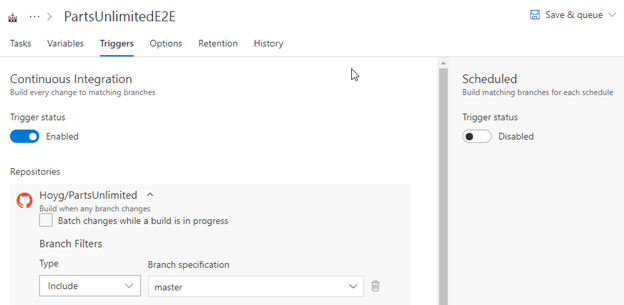 ··· > PartsUnlimitedE2E
Save & queue
Tasks Variables Triggers Options Retention History
Continuous Integration
Build every change to matching branches
Trigger status
Enabled
Repositories
Hoyg/PartsUnlimited
Build when any branch changes
Batch changes while a build is in progress
Branch Filters
Type
Branch specification
Include
master
Scheduled
Build matching branches for each schedule
Trigger status
Disabled